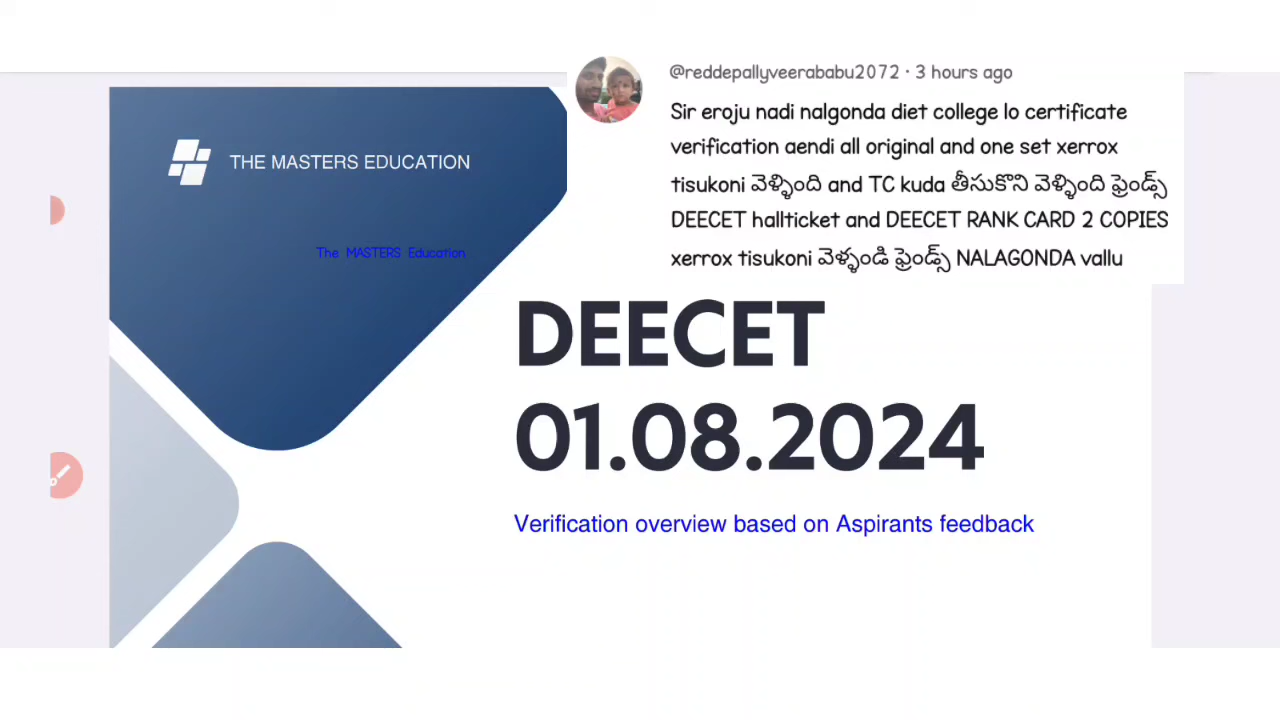 @reddepallyveerababu2072 · 3 hours ago
Sir eroju nadi nalgonda diet college lo certificate
verification aendi all original and one set xerrox
tisukoni వెళ్ళింది and TC kuda తీసుకొని వెళ్ళింది ఫ్రెండ్స్
DEECET hallticket and DEECET RANK CARD 2 COPIES
xerrox tisukoni వెళ్ళండి ఫ్రెండ్స్ NALAGONDA vallu
THE MASTERS EDUCATION
The MASTERS Education
DEECET
01.08.2024
Verification overview based on Aspirants feedback